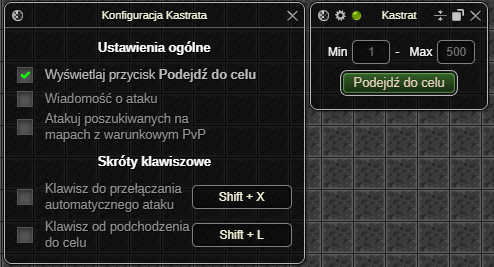 Konfiguracja Kastrata
Ustawienia ogólne
Wyświetlaj przycisk Podejdź do celu
Wiadomość o ataku
Atakuj poszukiwanych na
mapach z warunkowym PvP
Skróty klawiszowe
Klawisz do przełączania
automatycznego ataku
Shift + X
Klawisz od podchodzenia
do celu
Shift + L
Kastrat
Min 1 - Max 500
Podejdź do celu